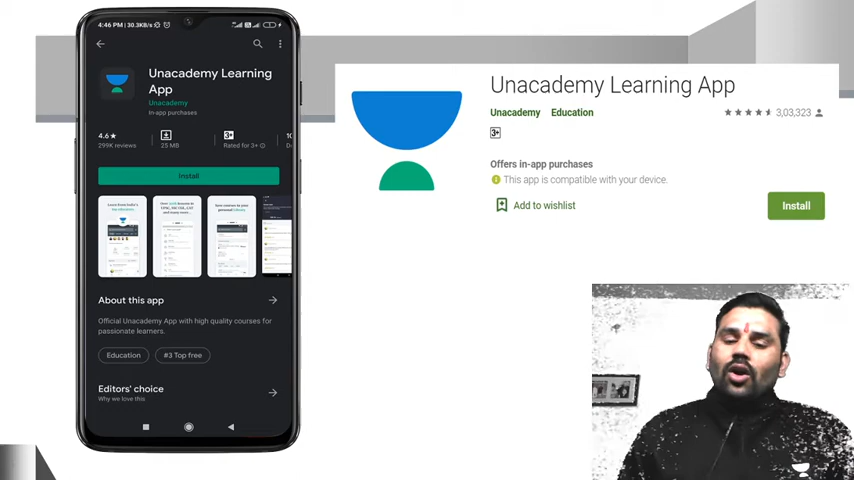 4:46 PM | 30.3KB/s
Unacademy Learning
App
Unacademy
In-app purchases
4.6★
299K reviews
25 MB
3+
Rated for 3+
10
Install
About this app
Official Unacademy App with high quality courses for
passionate learners.
Education
#3 Top free
Editors' choice
Why we love this
Unacademy Learning App
Unacademy Education
3,03,323
3+
Offers in-app purchases
This app is compatible with your device.
Add to wishlist
Install